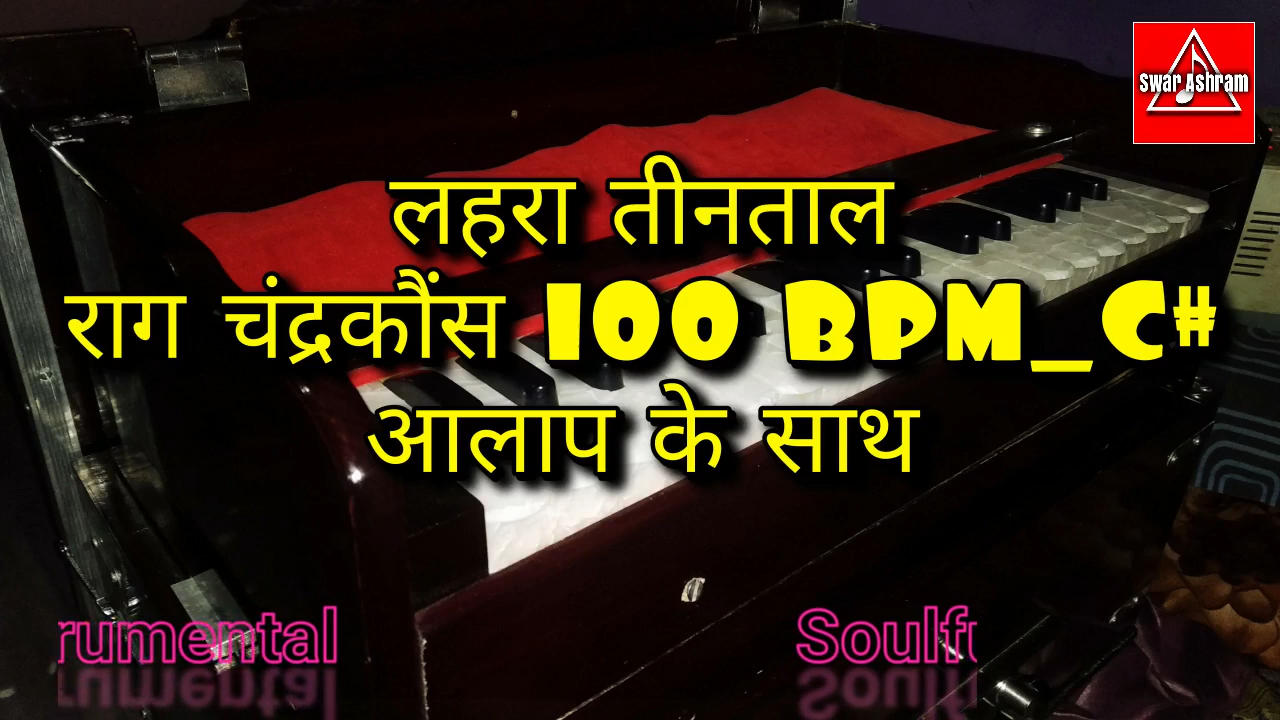 Swar Ashram
लहरा तीनताल
राग चंद्रकौंस 100 BPM_C#
आलाप के साथ
rumental
Soulf